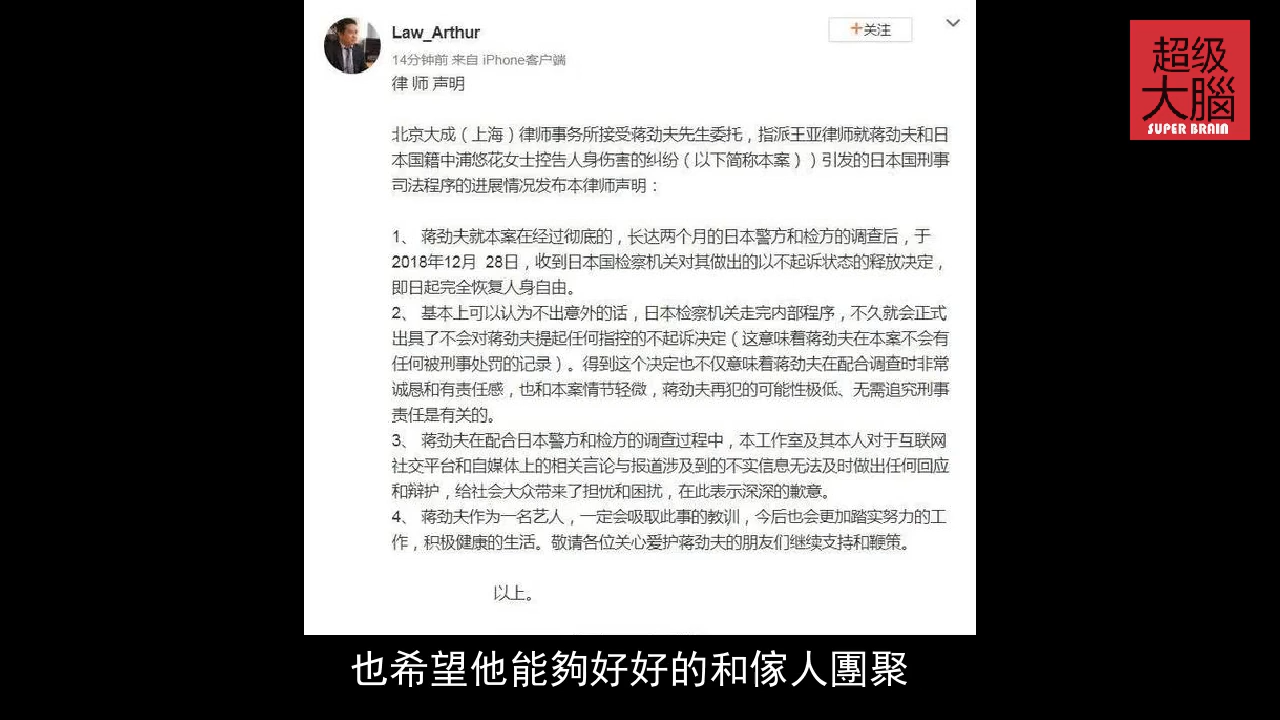 Law_Arthur
+关注
14分钟前 来自 iPhone客户端
律 师 声明
北京大成（上海）律师事务所接受蒋劲夫先生委托，指派王亚律师就蒋劲夫和日
本国籍中浦悠花女士控告人身伤害的纠纷（以下简称本案））引发的日本国刑事
司法程序的进展情况发布本律师声明：
1、 蒋劲夫就本案在经过彻底的，长达两个月的日本警方和检方的调查后，于
2018年12月 28日，收到日本国检察机关对其做出的以不起诉状态的释放决定，
即日起完全恢复人身自由。
2、 基本上可以认为不出意外的话，日本检察机关走完内部程序，不久就会正式
出具了不会对蒋劲夫提起任何指控的不起诉决定（这意味着蒋劲夫在本案不会有
任何被刑事处罚的记录）。得到这个决定也不仅意味着蒋劲夫在配合调查时非常
诚恳和有责任感，也和本案情节轻微，蒋劲夫再犯的可能性极低、无需追究刑事
责任是有关的。
3、 蒋劲夫在配合日本警方和检方的调查过程中，本工作室及其本人对于互联网
社交平台和自媒体上的相关言论与报道涉及到的不实信息无法及时做出任何回应
和辩护，给社会大众带来了担忧和困扰，在此表示深深的歉意。
4、 蒋劲夫作为一名艺人，一定会吸取此事的教训，今后也会更加踏实努力的工
作，积极健康的生活。敬请各位关心爱护蒋劲夫的朋友们继续支持和鞭策。
以上。
超级
大腦
SUPER BRAIN
也希望他能夠好好的和傢人團聚